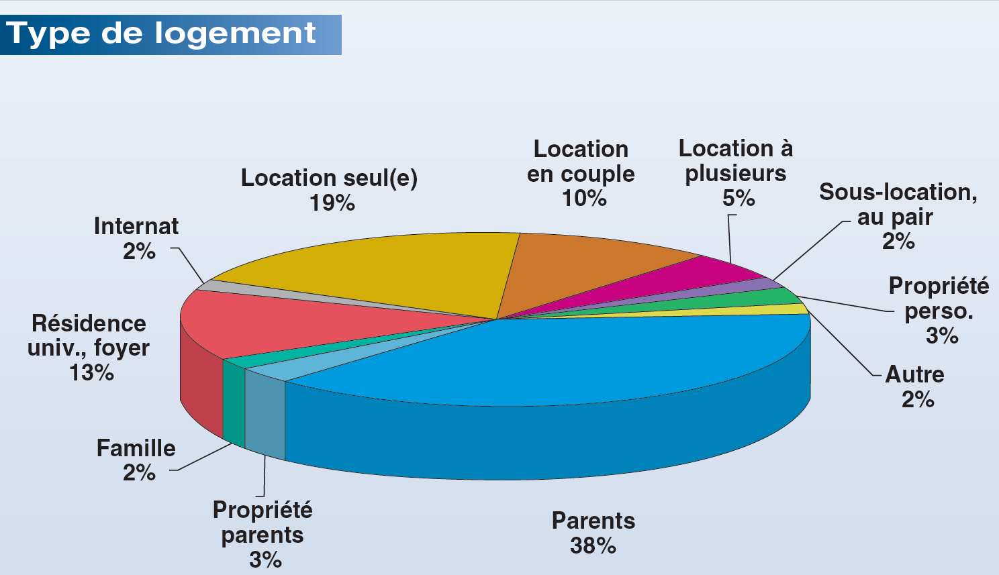 Type de logement
Location seul(e)
19%
Location
en couple
10%
Location à
plusieurs
5%
Sous-location,
au pair
2%
Propriété
perso.
3%
Autre
2%
Parents
38%
Propriété
parents
3%
Famille
2%
Résidence
univ., foyer
13%
Internat
2%